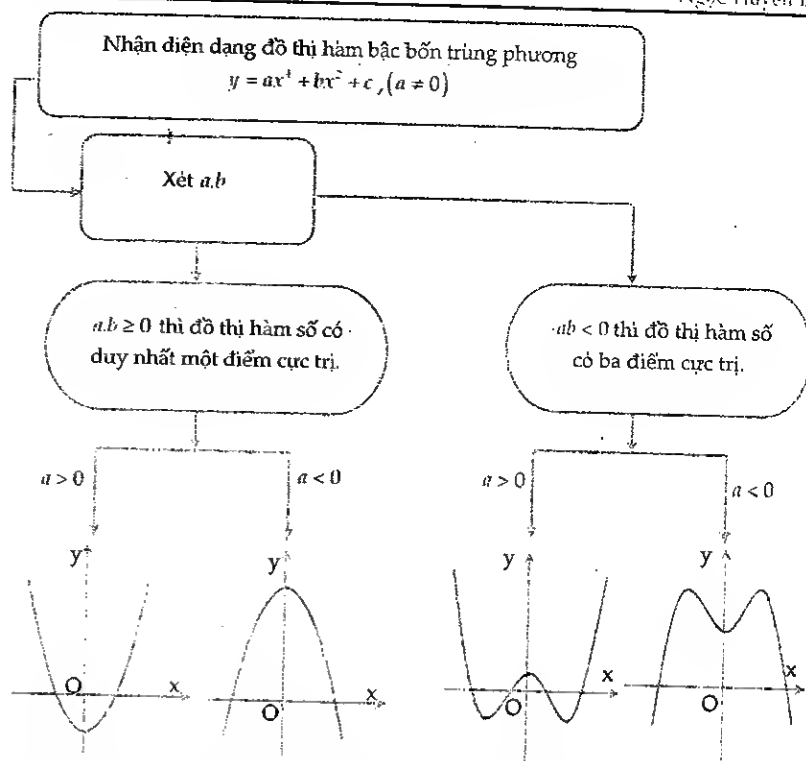 Nhận diện dạng đồ thị hàm bậc bốn trùng phương
y = ax⁴ + bx² + c, (a ≠ 0)
Xét a.b
a.b ≥ 0 thì đồ thị hàm số có
duy nhất một điểm cực trị.
ab < 0 thì đồ thị hàm số
có ba điểm cực trị.
a > 0
a < 0
a > 0
a < 0
y
y
y
y
O
x
O
x
O
x
O
x